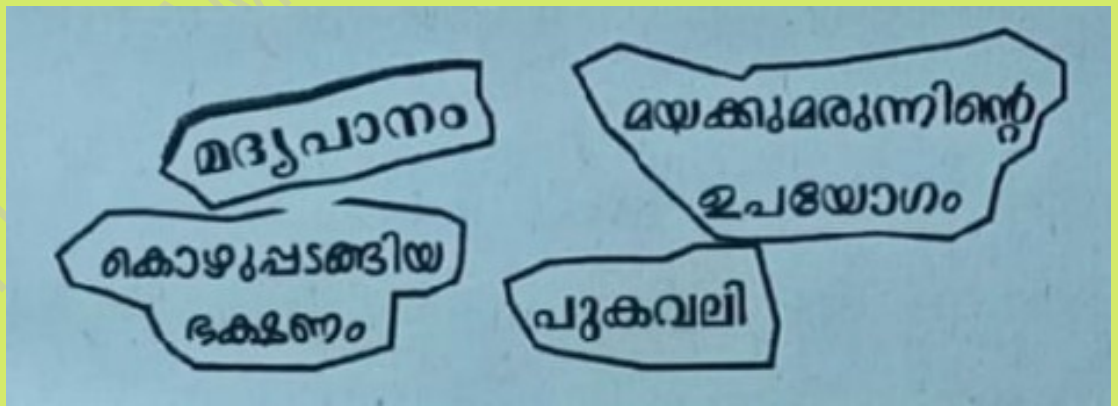 മദ്യപാനം
മയക്കുമരുന്നിന്റെ
ഉപയോഗം
കൊഴുപ്പടങ്ങിയ
ഭക്ഷണം
പുകവലി